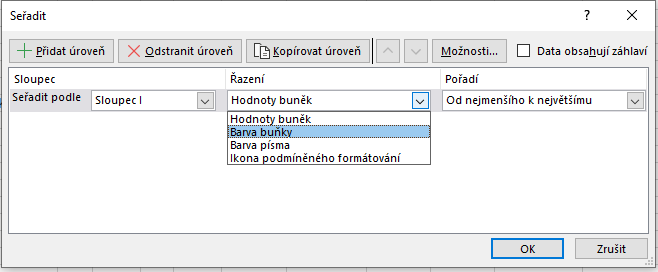 Seřadit
?
Přidat úroveň Odstranit úroveň Kopírovat úroveň Možnosti... Data obsahují záhlaví
Sloupec Řazení Pořadí
Seřadit podle Sloupec I Hodnoty buněk Od nejmenšího k největšímu
Hodnoty buněk
Barva buňky
Barva písma
Ikona podmíněného formátování
OK Zrušit